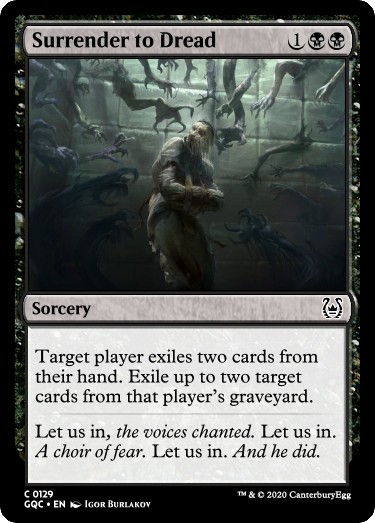 Surrender to Dread 1
Sorcery
Target player exiles two cards from
their hand. Exile up to two target
cards from that player's graveyard.
Let us in, the voices chanted. Let us in.
A choir of fear. Let us in. And he did.
C 0129
GQC • EN Igor Burlakov
™ & © 2020 CanterburyEgg